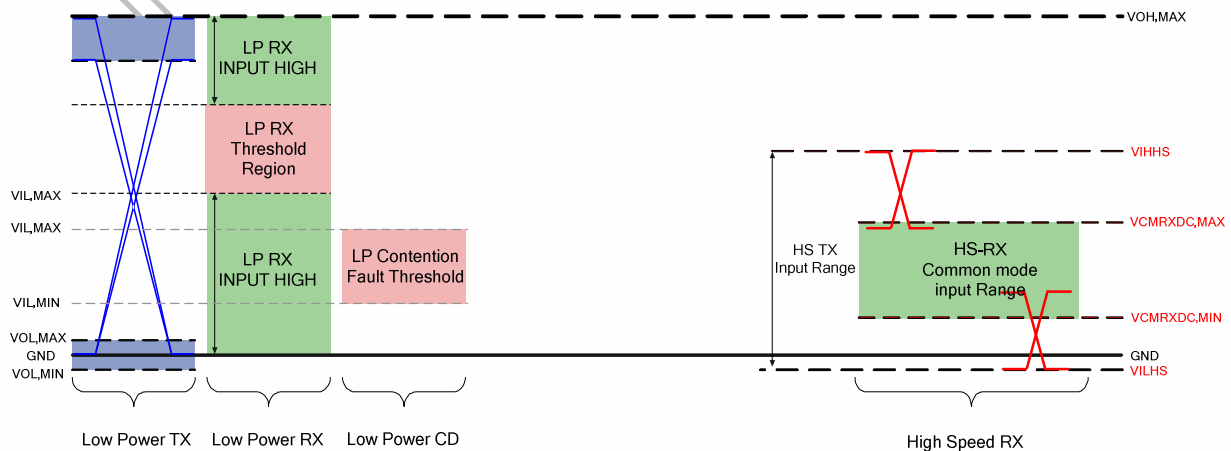 VOH,MAX
LP RX
INPUT HIGH
LP RX
Threshold
Region
VIHHS
VIL,MAX
VCMRXDC,MAX
VIL,MAX
LP RX
INPUT HIGH
LP Contention
Fault Threshold
HS TX
Input Range
HS-RX
Common mode
input Range
VIL,MIN
VCMRXDC,MIN
VOL,MAX
GND
GND
VOL,MIN
VILHS
Low Power TX
Low Power RX
Low Power CD
High Speed RX